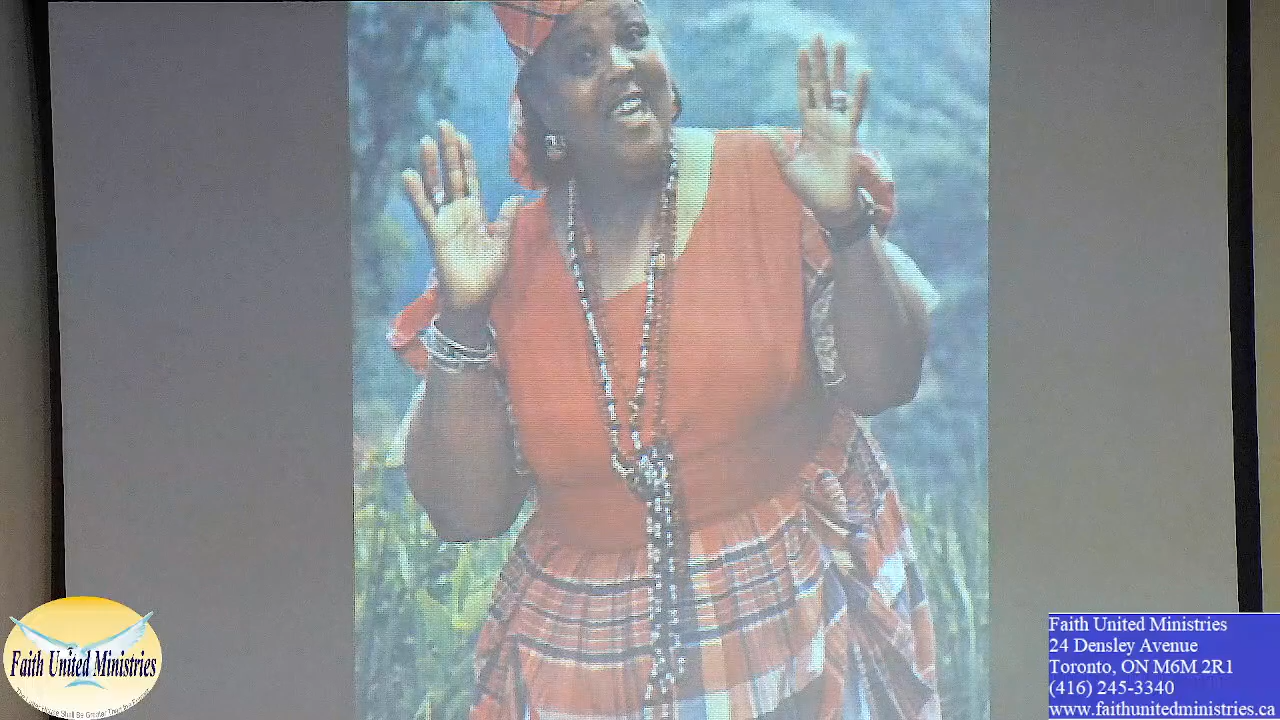 Faith United Ministries
Faith United Ministries
24 Densley Avenue
Toronto, ON M6M 2R1
(416) 245-3340
www.faithunitedministries.ca